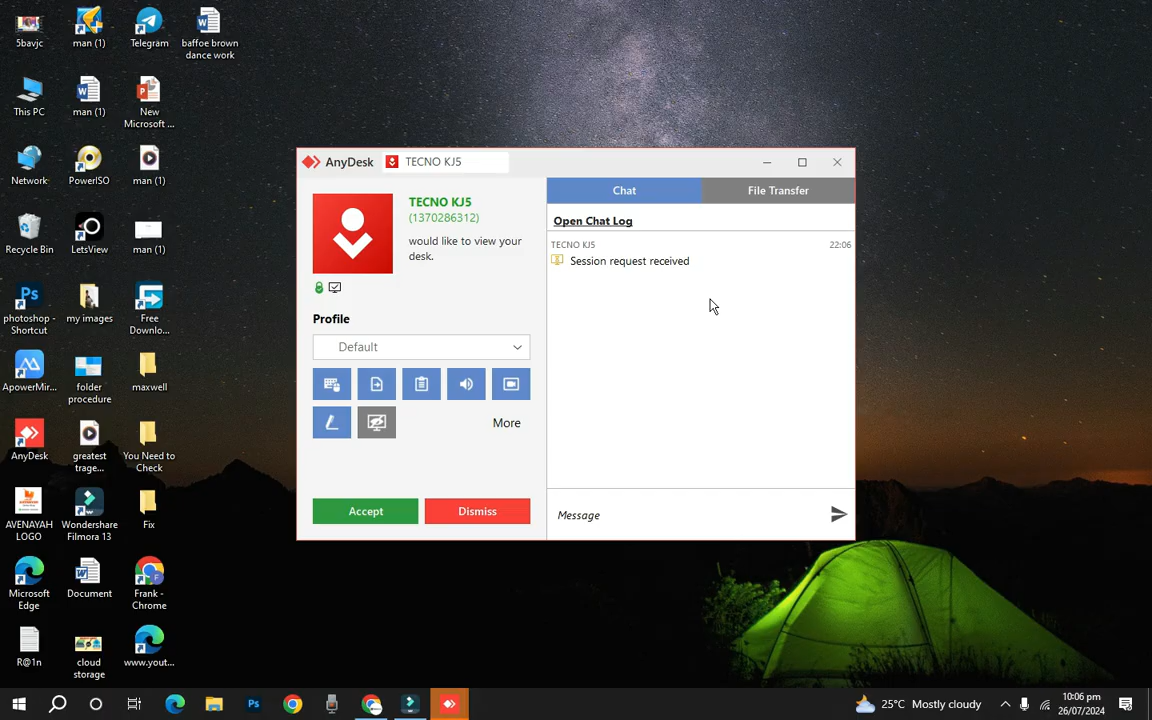 5bavjc
man (1)
Telegram
baffoe brown
dance work
This PC
man (1)
New
Microsoft ...
Network
PowerISO
man (1)
Recycle Bin
LetsView
man (1)
photoshop -
Shortcut
my images
Free
Downlo...
ApowerMir...
folder
procedure
maxwell
AnyDesk
greatest
trage...
You Need to
Check
AVENAYAH
LOGO
Wondershare
Filmora 13
Fix
Microsoft
Edge
Document
Frank -
Chrome
R@1n
cloud
storage
www.yout...
AnyDesk
TECNO KJ5
TECNO KJ5
(1370286312)
would like to view your
desk.
Profile
Default
More
Accept
Dismiss
Chat
File Transfer
Open Chat Log
TECNO KJ5
22:06
Session request received
Message
25°C Mostly cloudy
10:06 pm
26/07/2024